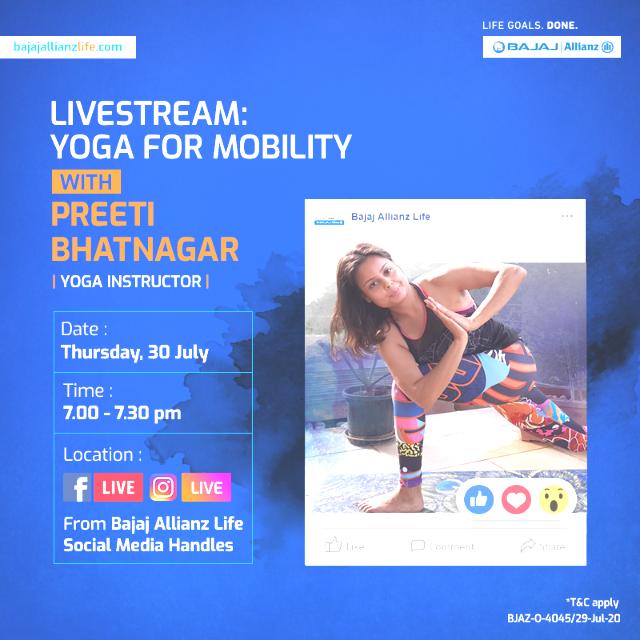 LIFE GOALS. DONE.
bajajallianzlife.com
BAJAJ | Allianz
LIVESTREAM:
YOGA FOR MOBILITY
WITH
PREETI
BHATNAGAR
| YOGA INSTRUCTOR |
Bajaj Allianz Life
Date :
Thursday, 30 July
Time :
7.00 - 7.30 pm
Location :
f LIVE LIVE
From Bajaj Allianz Life
Social Media Handles
Like Comment Share
*T&C apply
BJAZ-O-4045/29-Jul-20